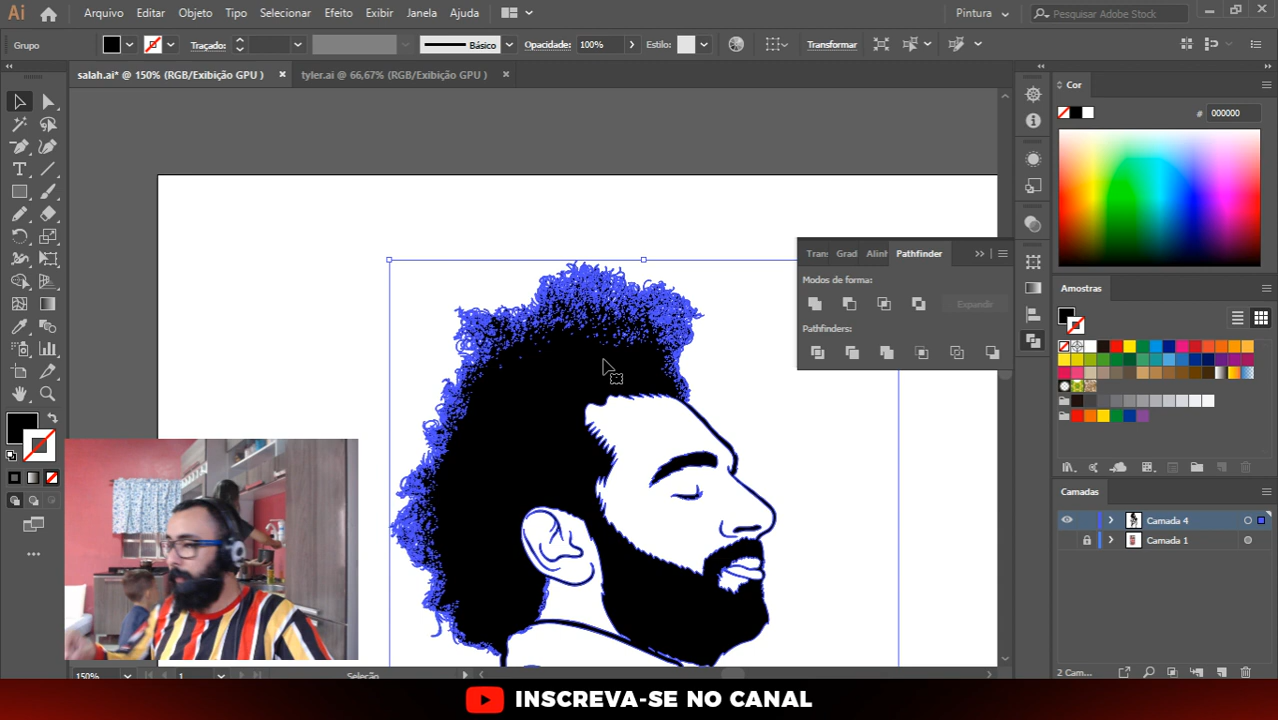 Ai Arquivo Editar Objeto Tipo Selecionar Efeito Exibir Janela Ajuda Pintura Pesquisar Adobe Stock
Grupo Traçado: Básico Opacidade: 100% Estilo: Transformar
salah.ai* @ 150% (RGB/Exibição GPU ) tyler.ai @ 66,67% (RGB/Exibição GPU )
Cor
# 000000
Tran Grad Alinh Pathfinder
Modos de forma:
Expandir
Pathfinders:
Amostras
Camadas
Camada 4
Camada 1
150% 1 Seleção 2 Cam...
INSCREVA-SE NO CANAL